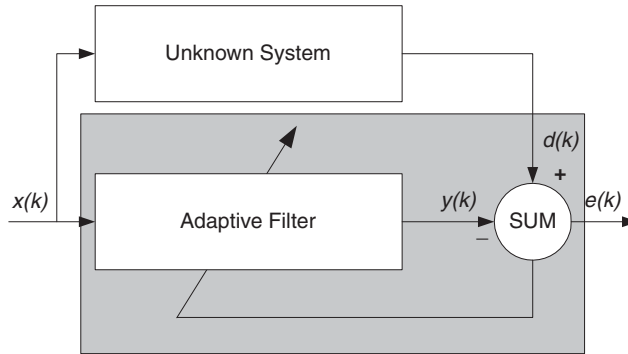 Unknown System
d(k)
+
x(k)
Adaptive Filter
y(k)
–
SUM
e(k)